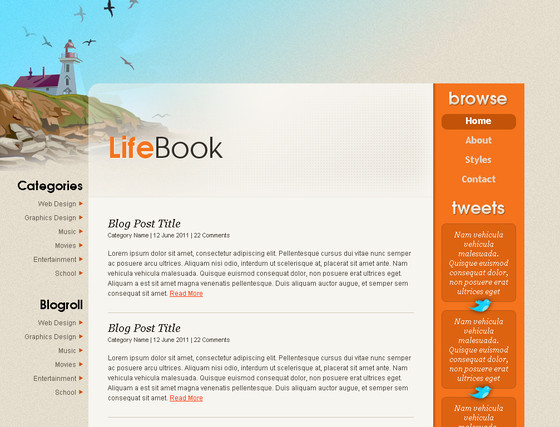 LifeBook
Categories
Web Design
Graphics Design
Music
Movies
Entertainment
School
Blogroll
Web Design
Graphics Design
Music
Movies
Entertainment
School
Blog Post Title
Category Name | 12 June 2011 | 22 Comments
Lorem ipsum dolor sit amet, consectetur adipiscing elit. Pellentesque cursus dui vitae nunc semper
ac posuere arcu ultrices. Aliquam nisi odio, interdum ut scelerisque at, placerat sit amet ante. Nam
vehicula vehicula malesuada. Quisque euismod consequat dolor, non posuere erat ultrices eget.
Aliquam a est sit amet magna venenatis pellentesque. Duis auctor augue, et semper sem
consequat sit amet. Read More
Blog Post Title
Category Name | 12 June 2011 | 22 Comments
Lorem ipsum dolor sit amet, consectetur adipiscing elit. Pellentesque cursus dui vitae nunc semper
ac posuere arcu ultrices. Aliquam nisi odio, interdum ut scelerisque at, placerat sit amet ante. Nam
vehicula vehicula malesuada. Quisque euismod consequat dolor, non posuere erat ultrices eget.
Aliquam a est sit amet magna venenatis pellentesque. Duis auctor augue, et semper sem
consequat sit amet. Read More
browse
Home
About
Styles
Contact
tweets
Nam vehicula
vehicula
malesuada.
Quisque euismod
consequat dolor,
non posuere erat
ultrices eget
Nam vehicula
vehicula
malesuada.
Quisque euismod
consequat dolor,
non posuere erat
ultrices eget
Nam vehicula
vehicula